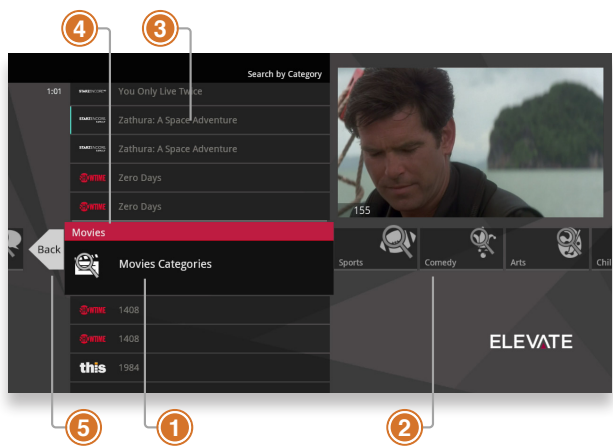 4
3
Search by Category
1:01
STARZENCORE
You Only Live Twice
Zathura: A Space Adventure
Zathura: A Space Adventure
SHOWTIME
Zero Days
SHOWTIME
Zero Days
155
Movies
Back
Movies Categories
Sports
Comedy
Arts
Chil
SHOWTIME
1408
SHOWTIME
1408
this
1984
ELEVATE
5
1
2